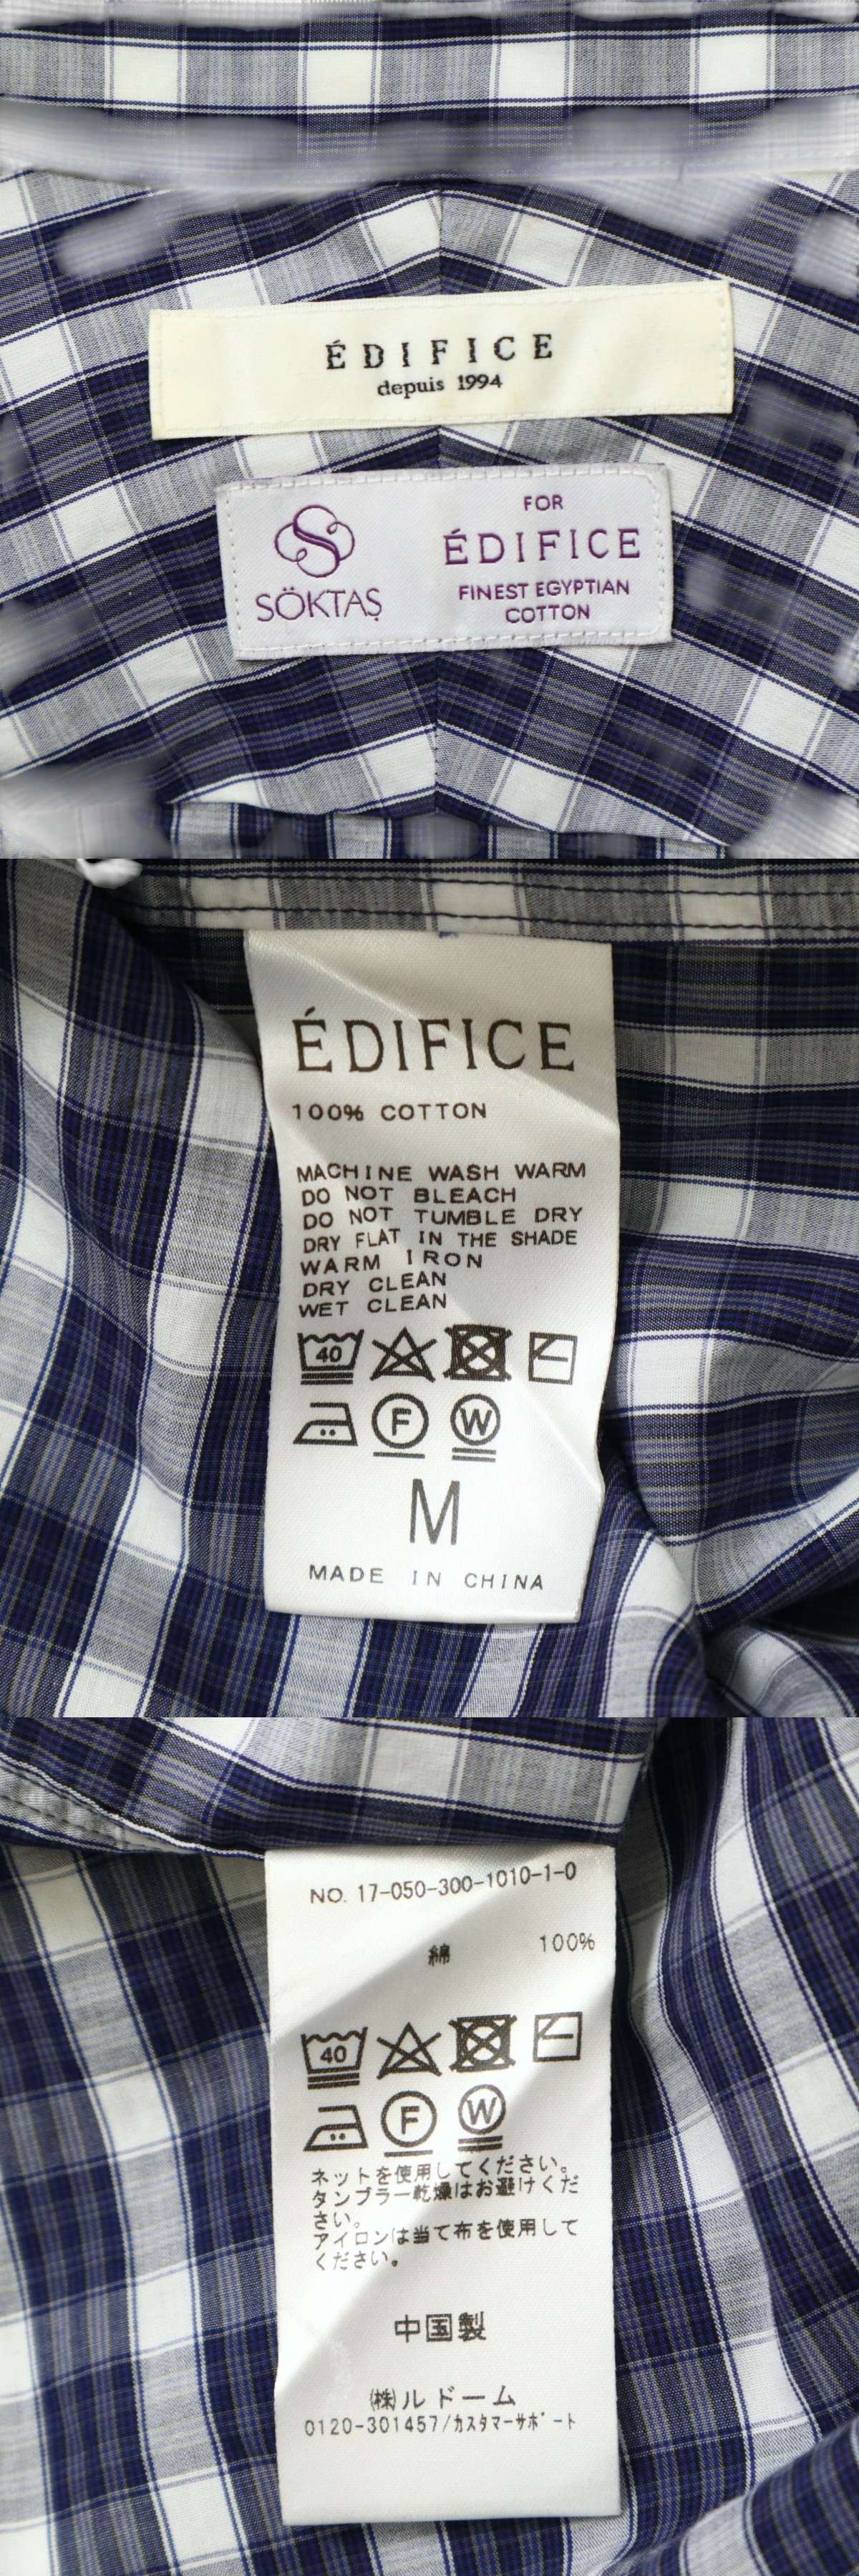 ÉDIFICE
depuis 1994
SÖKTAŞ
FOR
ÉDIFICE
FINEST EGYPTIAN
COTTON
ÉDIFICE
100% COTTON
MACHINE WASH WARM
DO NOT BLEACH
DO NOT TUMBLE DRY
DRY FLAT IN THE SHADE
WARM IRON
DRY CLEAN
WET CLEAN
40
F W
M
MADE IN CHINA
NO. 17-050-300-1010-1-0
綿 100%
40
F W
ネットを使用してください。
タンブラー乾燥はお避けくだ
さい。
アイロンは当て布を使用して
ください。
中国製
㈱ルドーム
0120-301457/カスタマーサポート